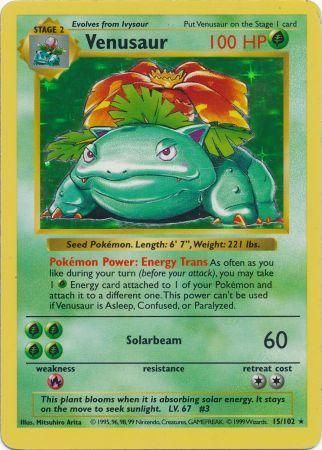 Evolves from Ivysaur
Put Venusaur on the Stage 1 card
STAGE 2
Venusaur
100 HP
Seed Pokémon. Length: 6' 7", Weight: 221 lbs.
Pokémon Power: Energy Trans As often as you
like during your turn (before your attack), you may take
1 Energy card attached to 1 of your Pokémon and
attach it to a different one. This power can't be used
if Venusaur is Asleep, Confused, or Paralyzed.
Solarbeam 60
weakness resistance retreat cost
This plant blooms when it is absorbing solar energy. It stays
on the move to seek sunlight. LV. 67 #3
Illus. Mitsuhiro Arita © 1995, 96, 98, 99 Nintendo, Creatures, GAMEFREAK. © 1999 Wizards. 15/102 ★